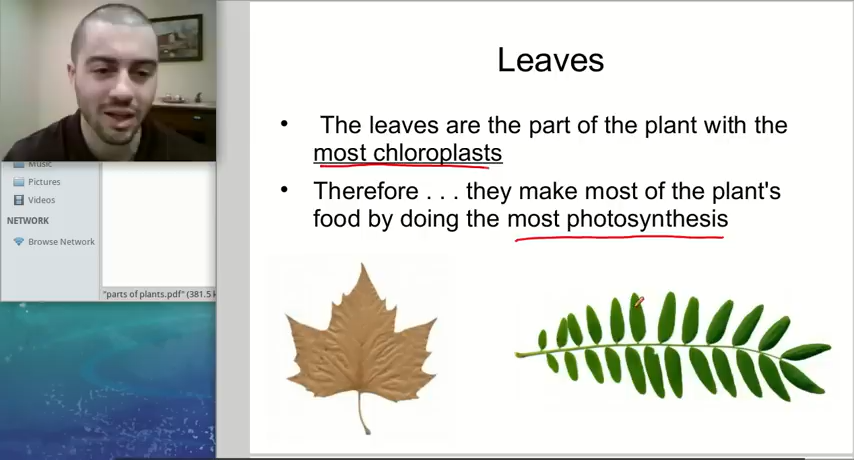 Leaves
• The leaves are the part of the plant with the
most chloroplasts
• Therefore . . . they make most of the plant's
food by doing the most photosynthesis
Music
Pictures
Videos
NETWORK
Browse Network
"parts of plants.pdf" (381.5 k